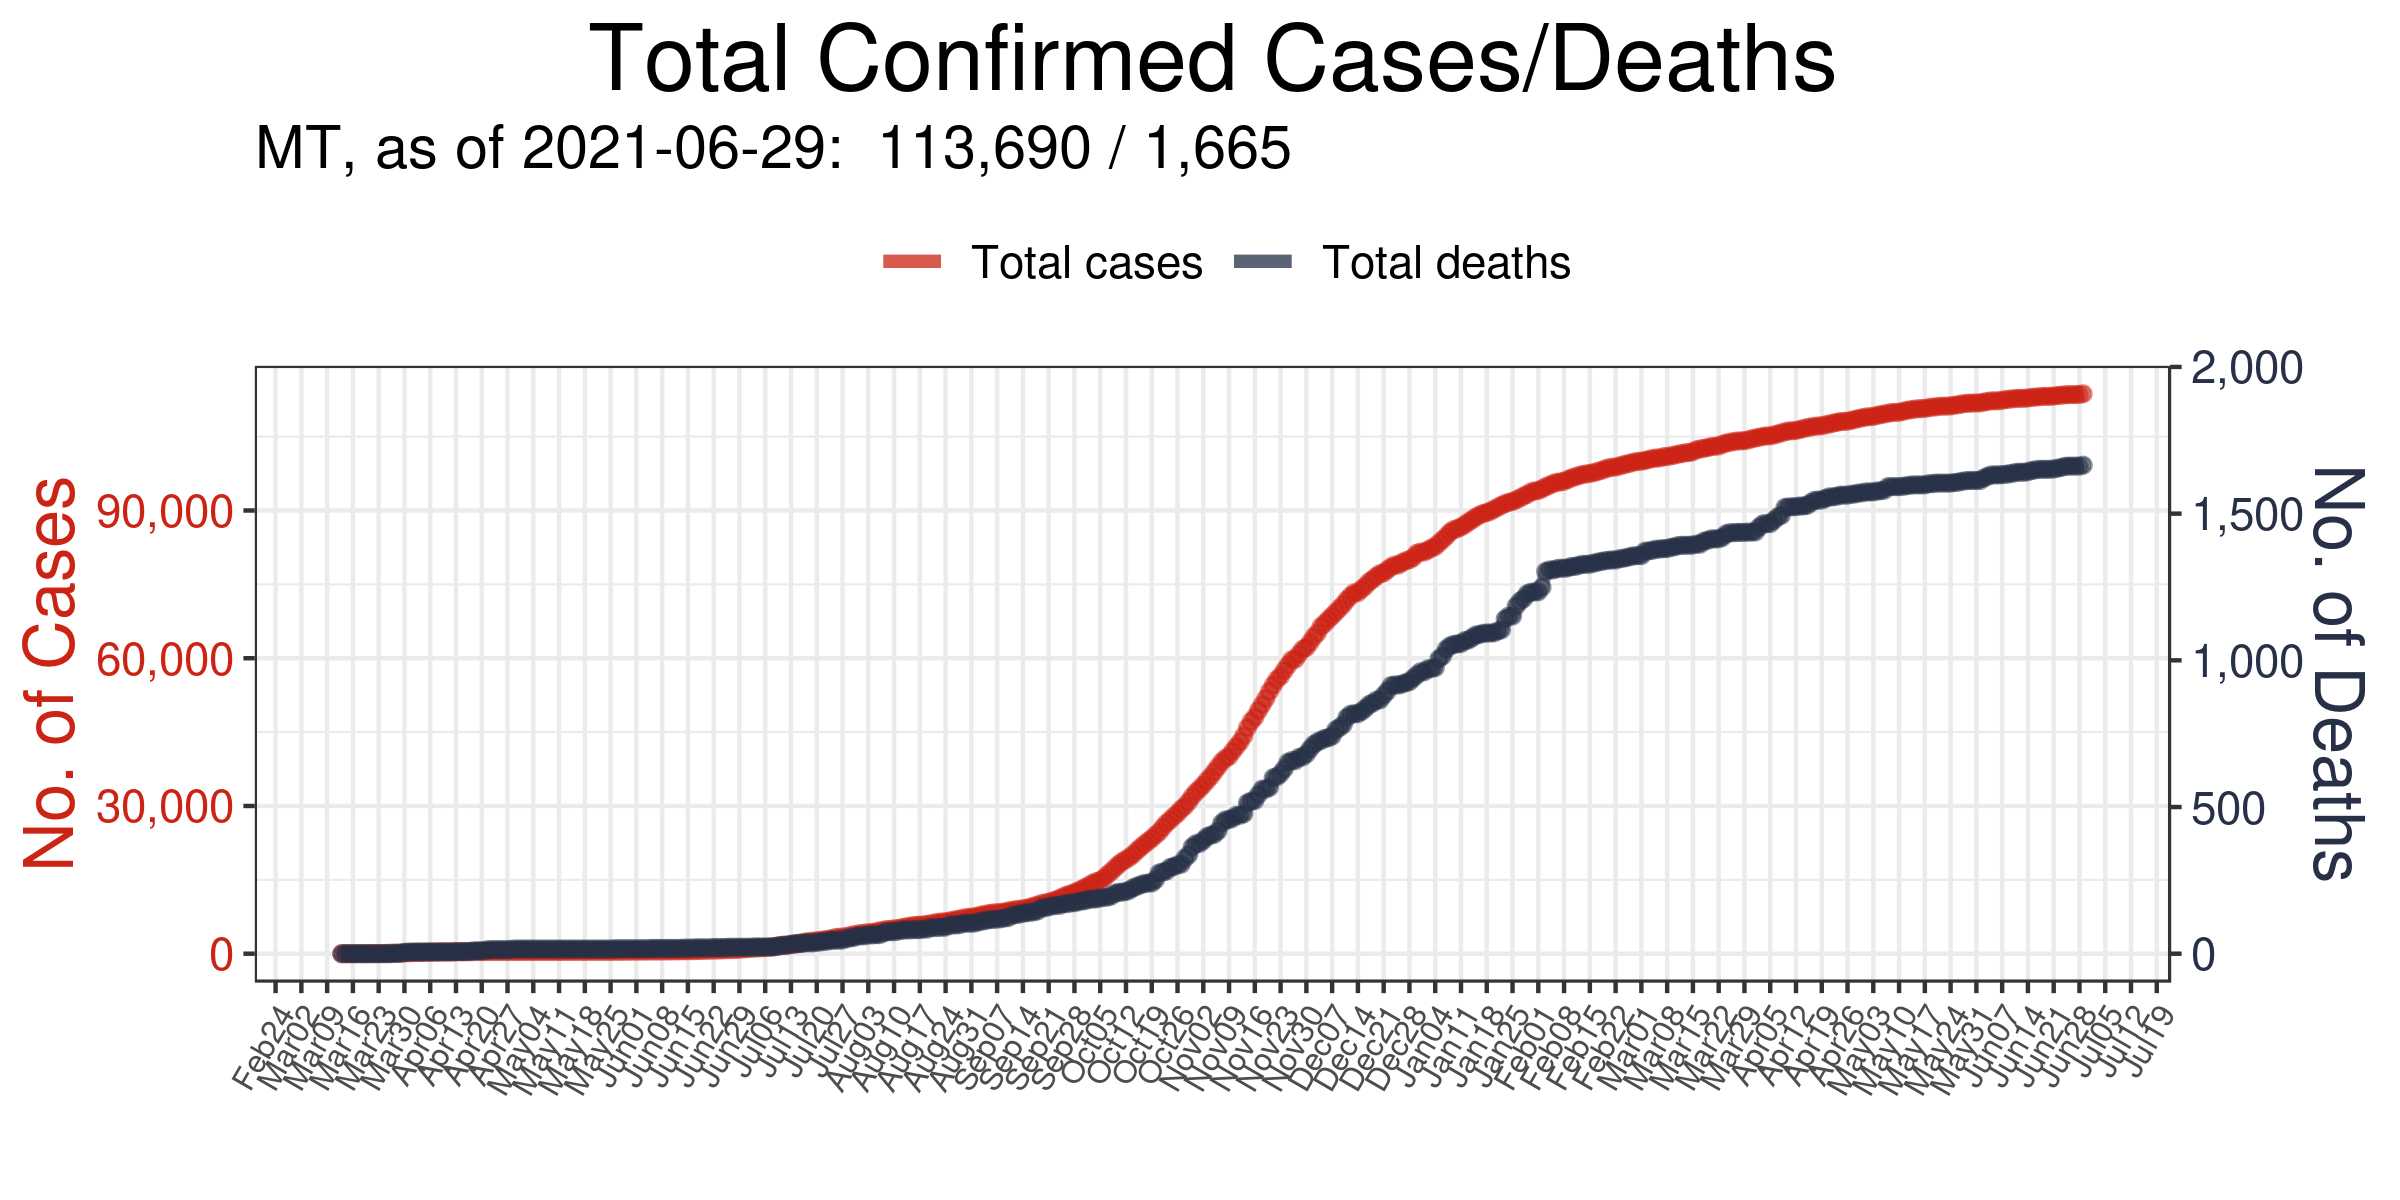 Total Confirmed Cases/Deaths
MT, as of 2021-06-29:  113,690 / 1,665
Total cases
Total deaths
No. of Cases
90,000
60,000
30,000
0
2,000
1,500
1,000
500
0
No. of Deaths
Feb24
Mar02
Mar09
Mar16
Mar23
Mar30
Apr06
Apr13
Apr20
Apr27
May04
May11
May18
May25
Jun01
Jun08
Jun15
Jun22
Jun29
Jul06
Jul13
Jul20
Jul27
Aug03
Aug10
Aug17
Aug24
Aug31
Sep07
Sep14
Sep21
Sep28
Oct05
Oct12
Oct19
Oct26
Nov02
Nov09
Nov16
Nov23
Nov30
Dec07
Dec14
Dec21
Dec28
Jan04
Jan11
Jan18
Jan25
Feb01
Feb08
Feb15
Feb22
Mar01
Mar08
Mar15
Mar22
Mar29
Apr05
Apr12
Apr19
Apr26
May03
May10
May17
May24
May31
Jun07
Jun14
Jun21
Jun28
Jul05
Jul12
Jul19